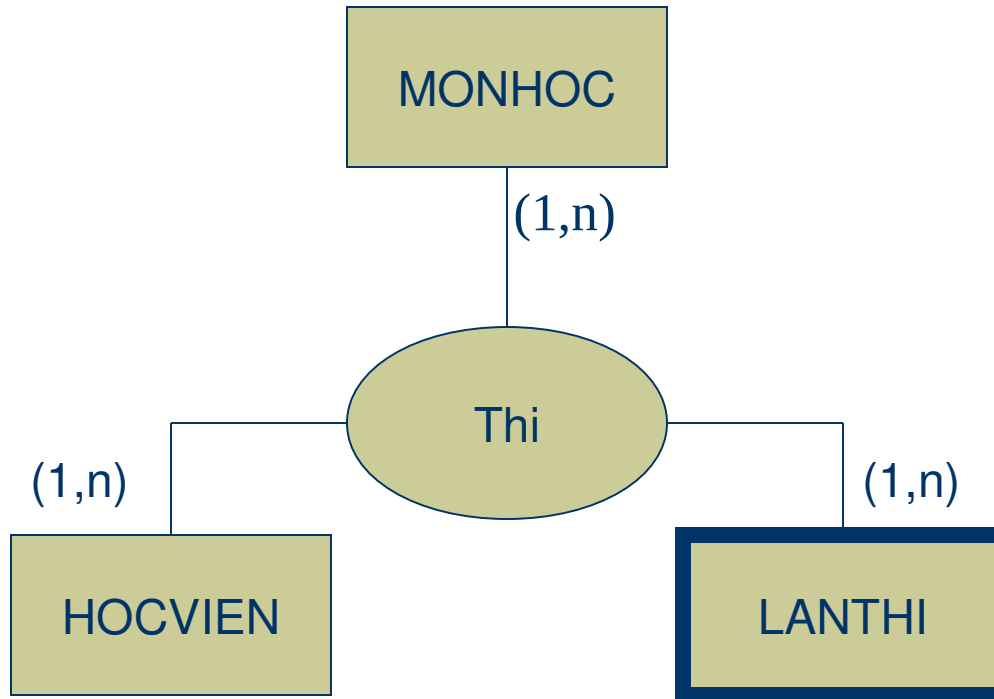 MONHOC
(1,n)
Thi
(1,n)
(1,n)
HOCVIEN
LANTHI